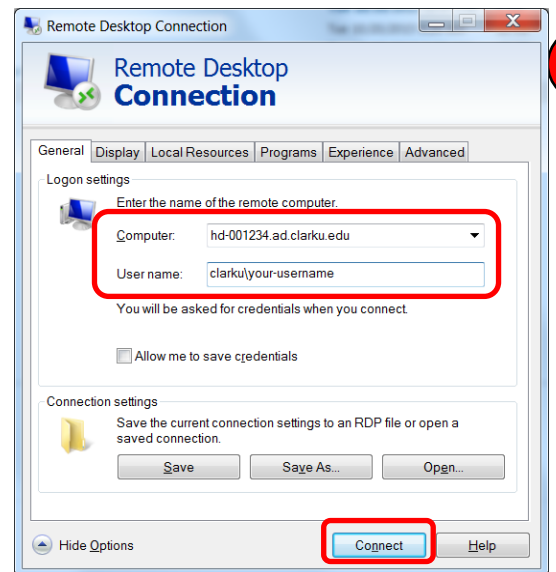 Remote Desktop Connection
Remote Desktop
Connection
General Display Local Resources Programs Experience Advanced
Logon settings
Enter the name of the remote computer.
Computer: hd-001234.ad.clarku.edu
User name: clarku\your-username
You will be asked for credentials when you connect.
Allow me to save credentials
Connection settings
Save the current connection settings to an RDP file or open a
saved connection.
Save Save As... Open...
Hide Options Connect Help